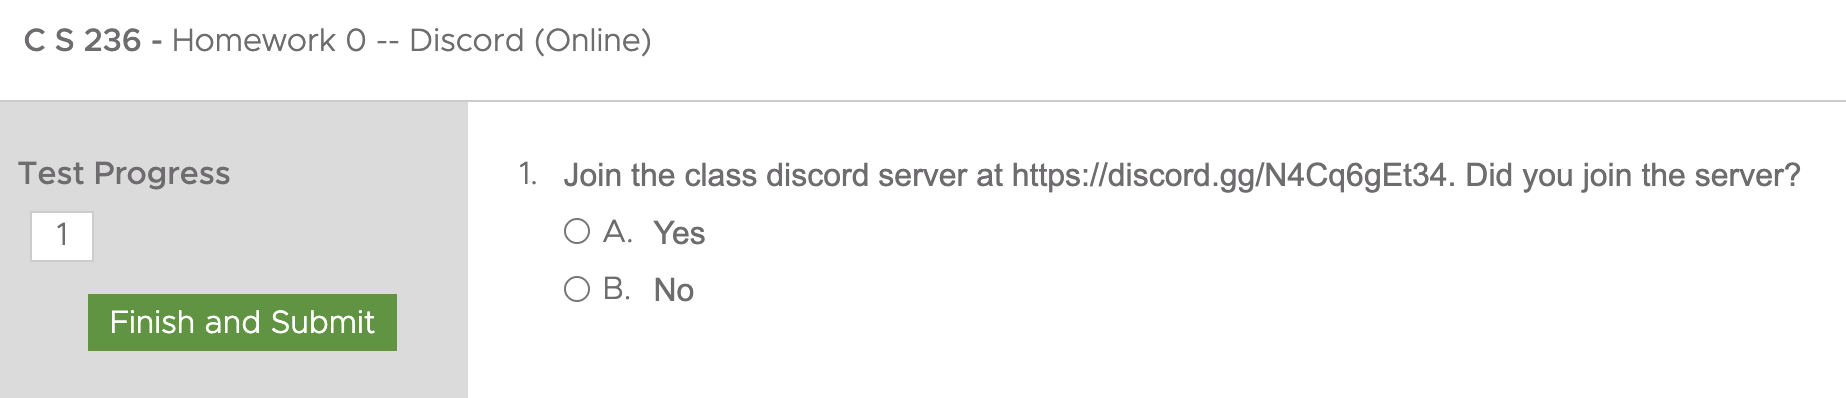 C S 236 - Homework 0 -- Discord (Online)
Test Progress
1
Finish and Submit
1. Join the class discord server at https://discord.gg/N4Cq6gEt34. Did you join the server?
A. Yes
B. No